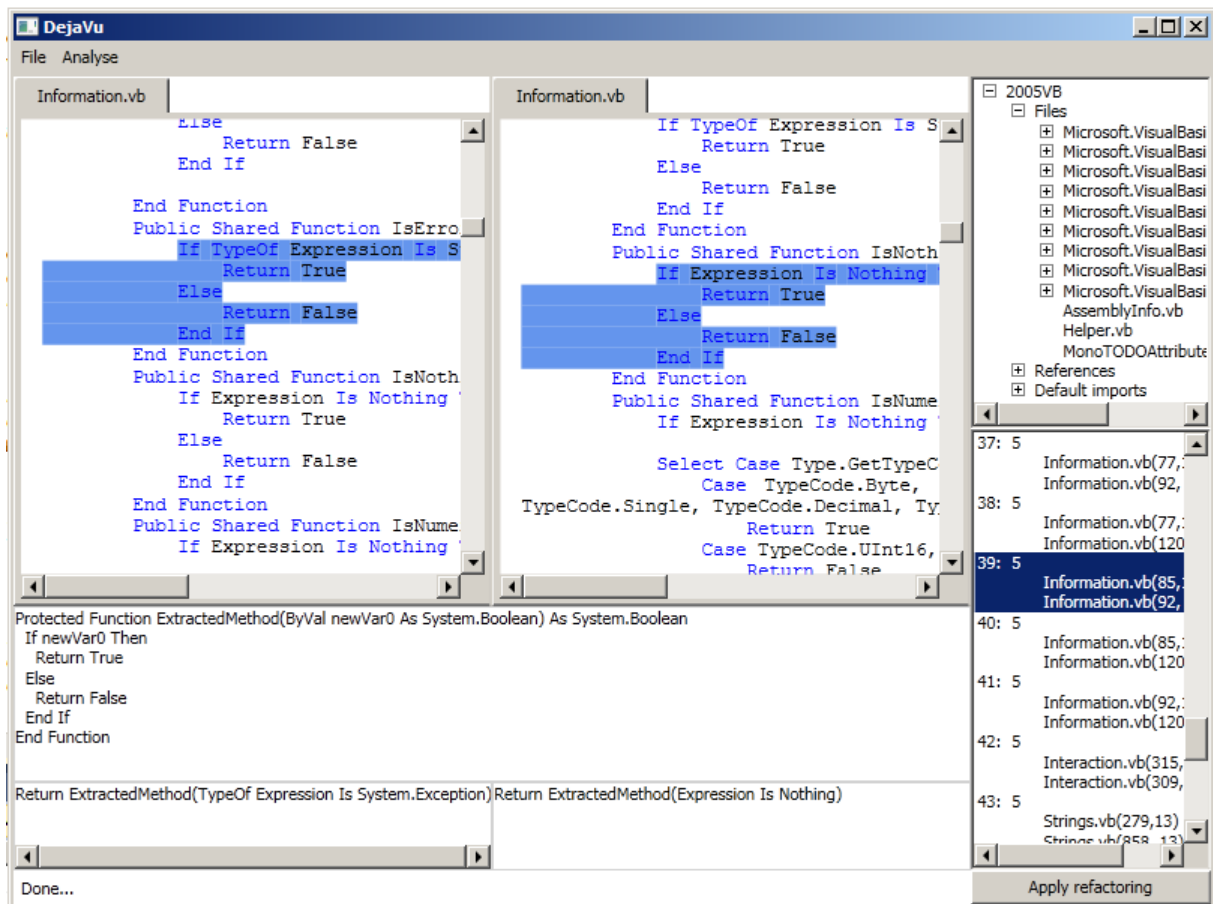 DejaVu
File Analyse
Information.vb
Else
Return False
End If
End Function
Public Shared Function IsErro
If TypeOf Expression Is S
Return True
Else
Return False
End If
End Function
Public Shared Function IsNoth
If Expression Is Nothing
Return True
Else
Return False
End If
End Function
Public Shared Function IsNume
If Expression Is Nothing
Information.vb
If TypeOf Expression Is S
Return True
Else
Return False
End If
End Function
Public Shared Function IsNoth
If Expression Is Nothing
Return True
Else
Return False
End If
End Function
Public Shared Function IsNume
If Expression Is Nothing
Select Case Type.GetTypeC
Case TypeCode.Byte,
TypeCode.Single, TypeCode.Decimal, Ty
Return True
Case TypeCode.UInt16,
Return False
2005VB
Files
Microsoft.VisualBasi
Microsoft.VisualBasi
Microsoft.VisualBasi
Microsoft.VisualBasi
Microsoft.VisualBasi
Microsoft.VisualBasi
Microsoft.VisualBasi
Microsoft.VisualBasi
Microsoft.VisualBasi
AssemblyInfo.vb
Helper.vb
MonoTODOAttribute
References
Default imports
37: 5
Information.vb(77,
Information.vb(92,
38: 5
Information.vb(77,
Information.vb(120
39: 5
Information.vb(85,
Information.vb(92,
40: 5
Information.vb(85,
Information.vb(120
41: 5
Information.vb(92,
Information.vb(120
42: 5
Interaction.vb(315,
Interaction.vb(309,
43: 5
Strings.vb(279,13)
Strings.vb(858, 13)
Protected Function ExtractedMethod(ByVal newVar0 As System.Boolean) As System.Boolean
If newVar0 Then
Return True
Else
Return False
End If
End Function
Return ExtractedMethod(TypeOf Expression Is System.Exception)
Return ExtractedMethod(Expression Is Nothing)
Done...
Apply refactoring